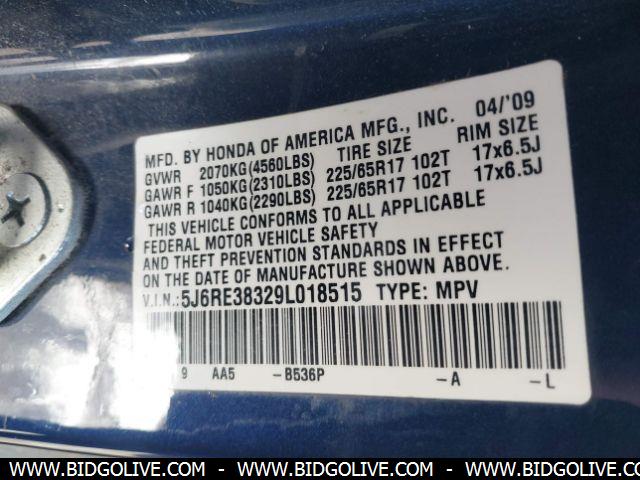 MFD. BY HONDA OF AMERICA MFG., INC. 04/'09
GVWR 2070KG(4560LBS) TIRE SIZE RIM SIZE
GAWR F 1050KG(2310LBS) 225/65R17 102T 17x6.5J
GAWR R 1040KG(2290LBS) 225/65R17 102T 17x6.5J
THIS VEHICLE CONFORMS TO ALL APPLICABLE
FEDERAL MOTOR VEHICLE SAFETY
AND THEFT PREVENTION STANDARDS IN EFFECT
ON THE DATE OF MANUFACTURE SHOWN ABOVE.
V.I.N.:5J6RE38329L018515 TYPE: MPV
9 AA5 -B536P -A -L
WWW.BIDGOLIVE.COM - WWW.BIDGOLIVE.COM - WWW.BIDGOLIVE.COM